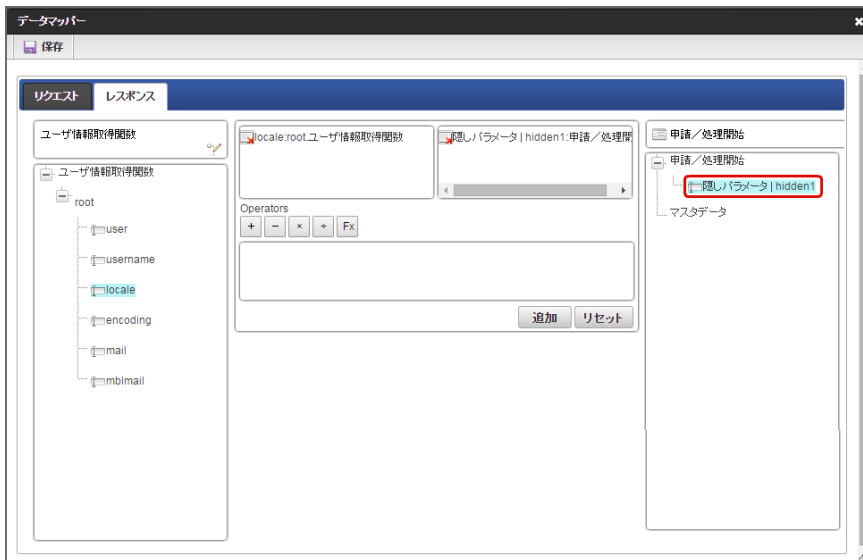 データマッパー
保存
リクエスト レスポンス
ユーザ情報取得関数
ユーザ情報取得関数
root
user
username
locale
encoding
mail
mblmail
locale:root.ユーザ情報取得関数
隠しパラメータ | hidden1:申請／処理開
Operators
+ − × ÷ Fx
追加 リセット
申請／処理開始
申請／処理開始
隠しパラメータ | hidden1
マスタデータ